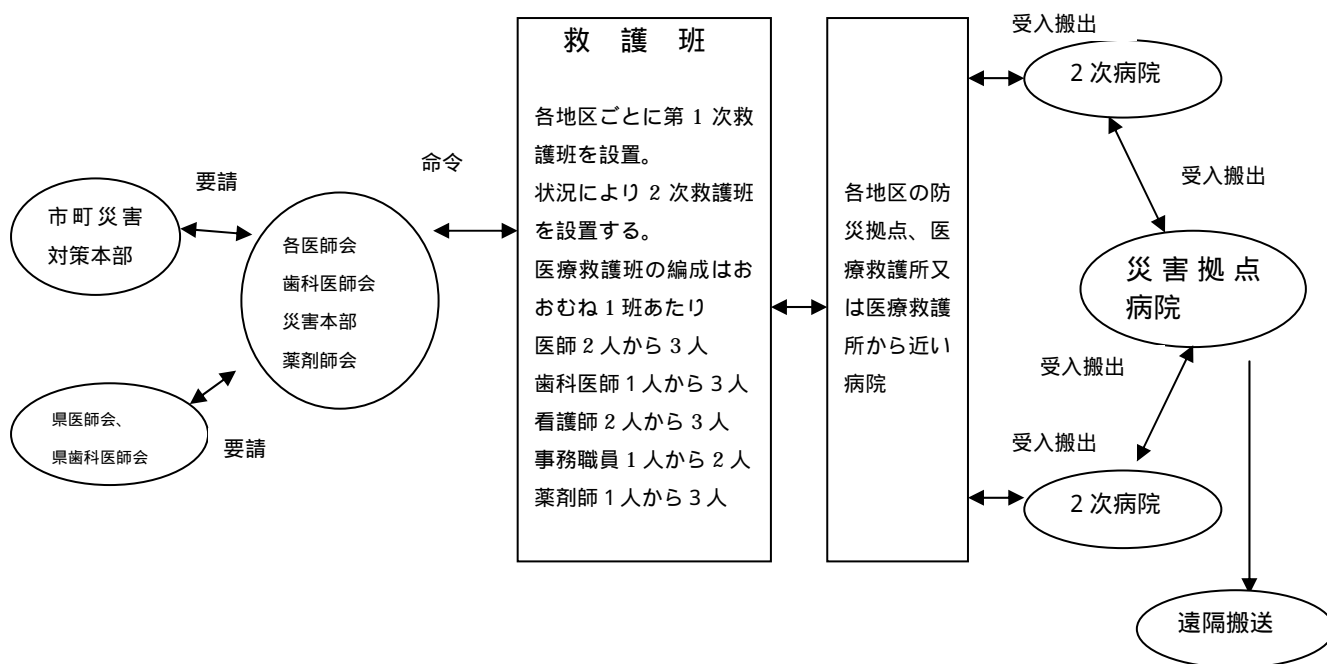 市町災害
対策本部
要請
県医師会、
県歯科医師会
要請
各医師会
歯科医師会
災害本部
薬剤師会
命令
救 護 班
各地区ごとに第 1 次救
護班を設置。
状況により 2 次救護班
を設置する。
医療救護班の編成はお
おむね 1 班あたり
医師 2 人から 3 人
歯科医師 1 人から 3 人
看護師 2 人から 3 人
事務職員 1 人から 2 人
薬剤師 1 人から 3 人
各地区の防
災拠点、医
療救護所又
は医療救護
所から近い
病院
受入搬出
2 次病院
受入搬出
災害拠点
病院
受入搬出
受入搬出
2 次病院
遠隔搬送